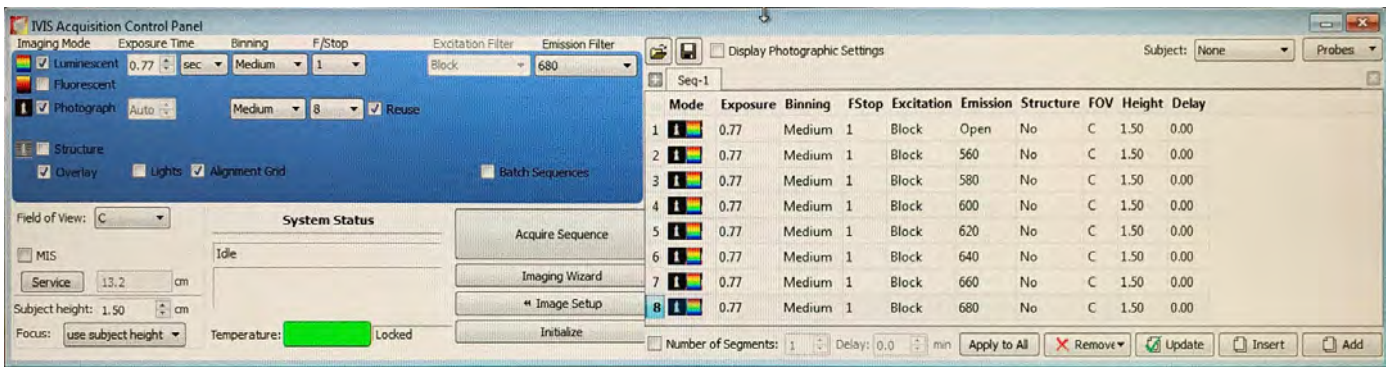 IVIS Acquisition Control Panel
Imaging Mode Exposure Time Binning F/Stop Excitation Filter Emission Filter
Luminescent 0.77 sec Medium 1 Block 680
Fluorescent
Photograph Auto Medium 8 Reuse
Structure
Overlay Lights Alignment Grid Batch Sequences
Field of View: C
System Status
Acquire Sequence
MIS
Idle
Service 13.2 cm
Imaging Wizard
Subject height: 1.50 cm
Image Setup
Focus: use subject height
Temperature: Locked
Initialize
Display Photographic Settings Subject: None Probes
Seq-1
Mode Exposure Binning FStop Excitation Emission Structure FOV Height Delay
1 0.77 Medium 1 Block Open No C 1.50 0.00
2 0.77 Medium 1 Block 560 No C 1.50 0.00
3 0.77 Medium 1 Block 580 No C 1.50 0.00
4 0.77 Medium 1 Block 600 No C 1.50 0.00
5 0.77 Medium 1 Block 620 No C 1.50 0.00
6 0.77 Medium 1 Block 640 No C 1.50 0.00
7 0.77 Medium 1 Block 660 No C 1.50 0.00
8 0.77 Medium 1 Block 680 No C 1.50 0.00
Number of Segments: 1 Delay: 0.0 min Apply to All Remove Update Insert Add